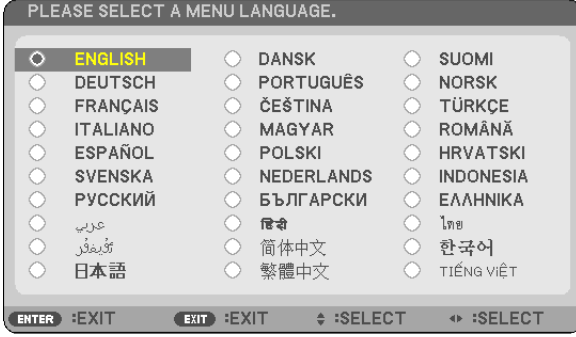 PLEASE SELECT A MENU LANGUAGE.
ENGLISH DANSK SUOMI
DEUTSCH PORTUGUÊS NORSK
FRANÇAIS ČEŠTINA TÜRKÇE
ITALIANO MAGYAR ROMÂNĂ
ESPAÑOL POLSKI HRVATSKI
SVENSKA NEDERLANDS INDONESIA
РУССКИЙ БЪЛГАРСКИ ΕΛΛΗΝΙΚΑ
عربي हिंदी ไทย
简体中文 한국어
日本語 繁體中文 TIẾNG VIỆT
ENTER :EXIT EXIT :EXIT :SELECT :SELECT